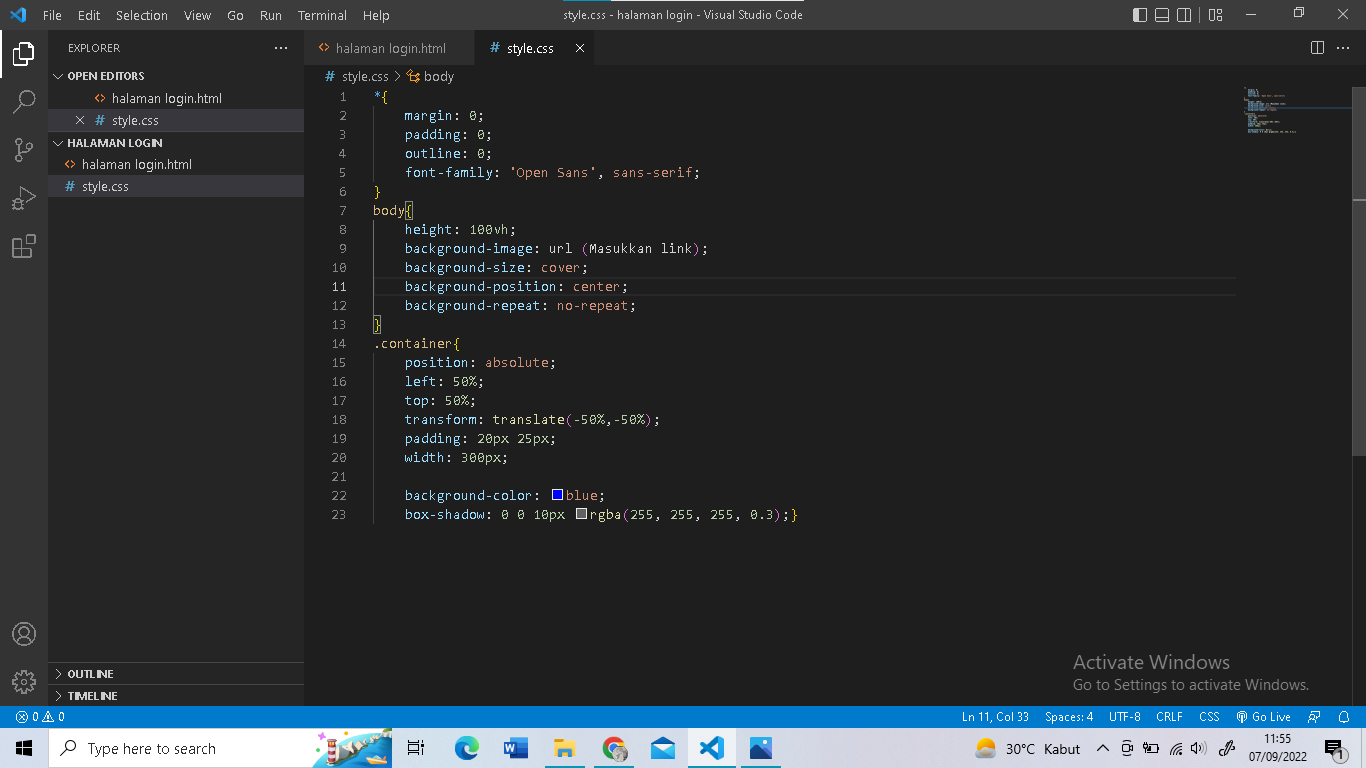 File Edit Selection View Go Run Terminal Help
style.css - halaman login - Visual Studio Code
EXPLORER
OPEN EDITORS
halaman login.html
# style.css
HALAMAN LOGIN
halaman login.html
# style.css
OUTLINE
TIMELINE
halaman login.html
# style.css
# style.css > body
1 *{
2 margin: 0;
3 padding: 0;
4 outline: 0;
5 font-family: 'Open Sans', sans-serif;
6 }
7 body{
8 height: 100vh;
9 background-image: url (Masukkan link);
10 background-size: cover;
11 background-position: center;
12 background-repeat: no-repeat;
13 }
14 .container{
15 position: absolute;
16 left: 50%;
17 top: 50%;
18 transform: translate(-50%,-50%);
19 padding: 20px 25px;
20 width: 300px;
21
22 background-color: blue;
23 box-shadow: 0 0 10px rgba(255, 255, 255, 0.3);}
Activate Windows
Go to Settings to activate Windows.
0 0
Ln 11, Col 33 Spaces: 4 UTF-8 CRLF CSS Go Live
Type here to search
30°C Kabut
11:55
07/09/2022
1